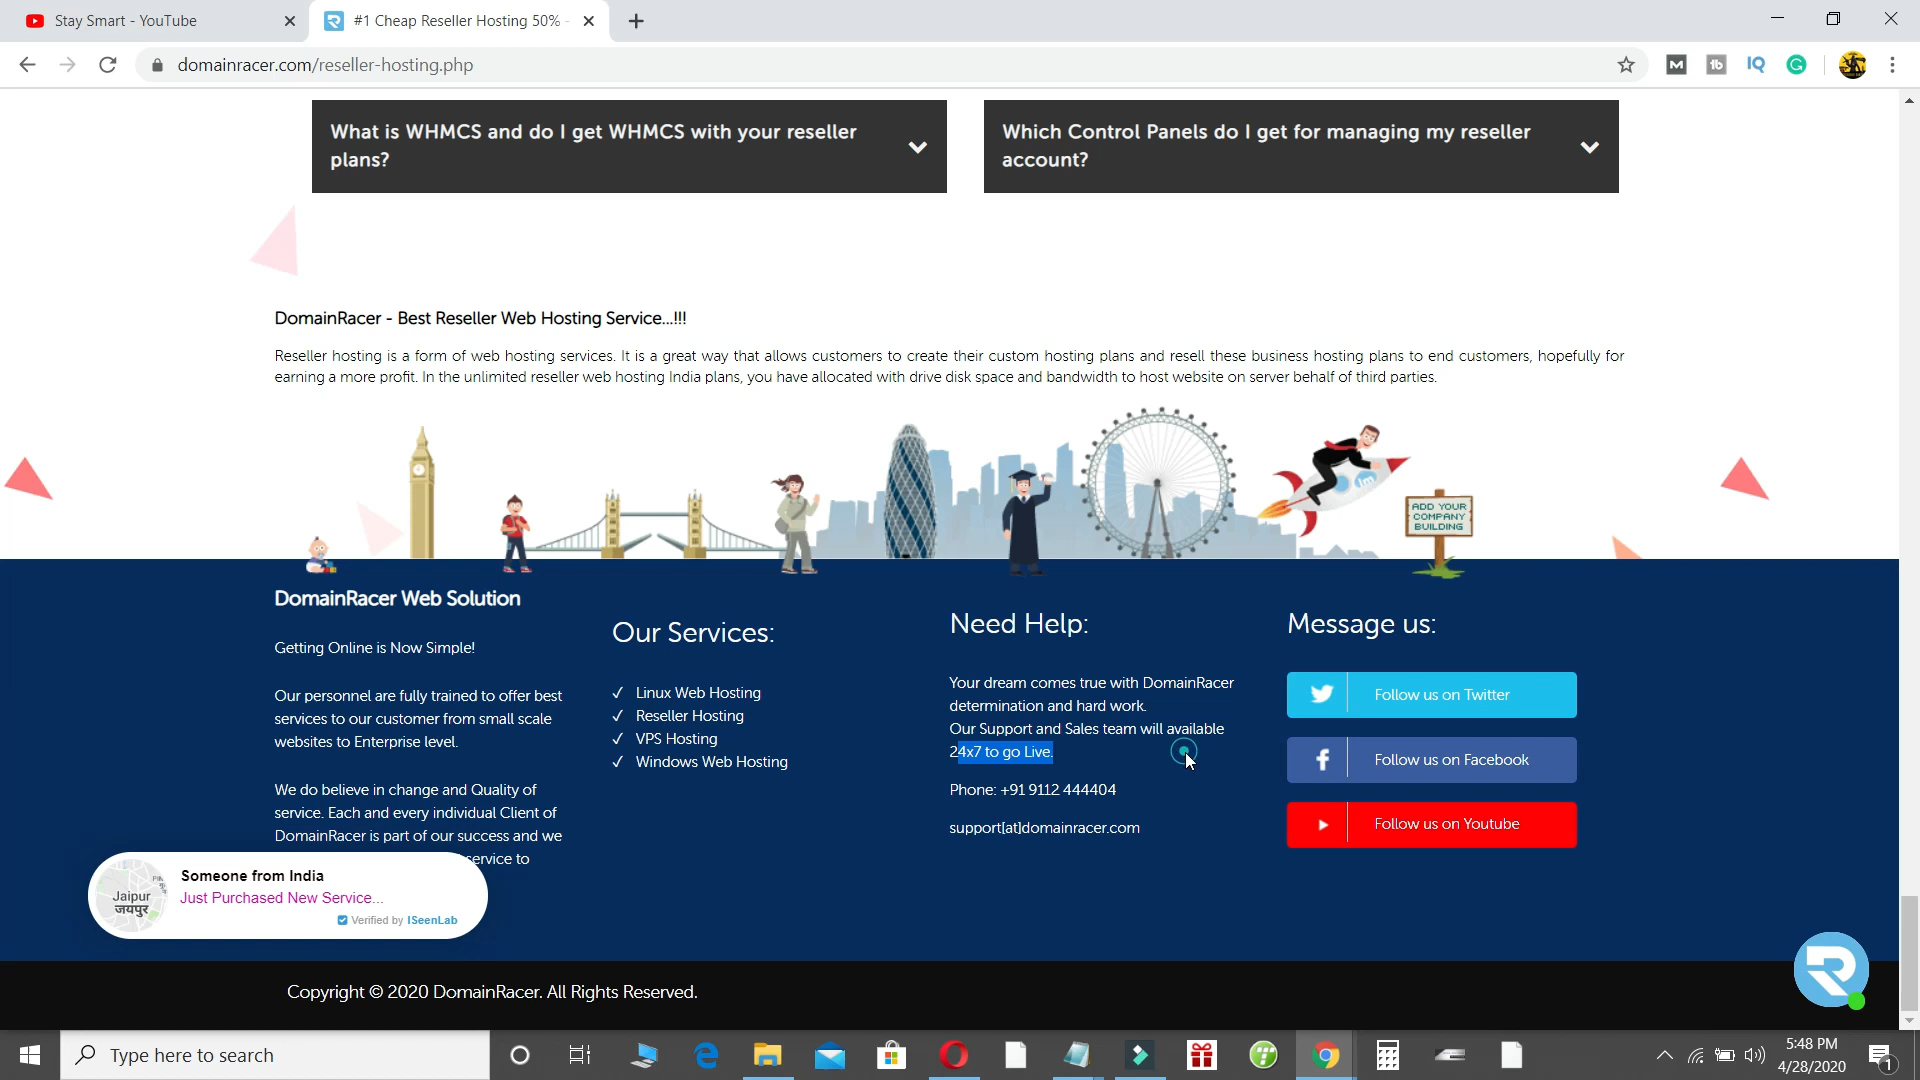 Stay Smart - YouTube
#1 Cheap Reseller Hosting 50% -
domainracer.com/reseller-hosting.php
What is WHMCS and do I get WHMCS with your reseller
plans?
Which Control Panels do I get for managing my reseller
account?
DomainRacer - Best Reseller Web Hosting Service...!!!
Reseller hosting is a form of web hosting services. It is a great way that allows customers to create their custom hosting plans and resell these business hosting plans to end customers, hopefully for
earning a more profit. In the unlimited reseller web hosting India plans, you have allocated with drive disk space and bandwidth to host website on server behalf of third parties.
ADD YOUR
COMPANY
BUILDING
DomainRacer Web Solution
Getting Online is Now Simple!
Our personnel are fully trained to offer best
services to our customer from small scale
websites to Enterprise level.
We do believe in change and Quality of
service. Each and every individual Client of
DomainRacer is part of our success and we
service to
Our Services:
✓ Linux Web Hosting
✓ Reseller Hosting
✓ VPS Hosting
✓ Windows Web Hosting
Need Help:
Your dream comes true with DomainRacer
determination and hard work.
Our Support and Sales team will available
24x7 to go Live.
Phone: +91 9112 444404
support[at]domainracer.com
Message us:
Follow us on Twitter
Follow us on Facebook
Follow us on Youtube
Jaipur
जयपुर
Someone from India
Just Purchased New Service...
Verified by ISeenLab
Copyright © 2020 DomainRacer. All Rights Reserved.
Type here to search
5:48 PM
4/28/2020
1